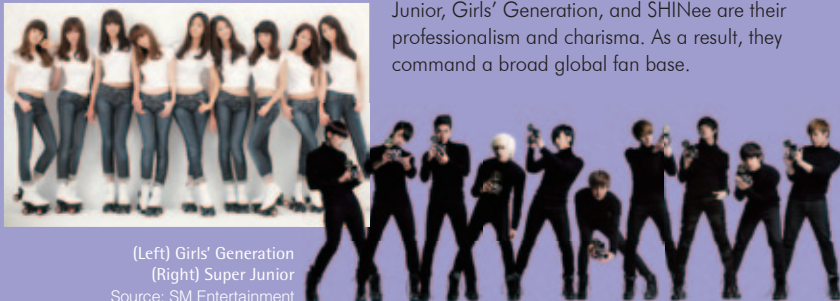 Junior, Girls’ Generation, and SHINee are their
professionalism and charisma. As a result, they
command a broad global fan base.
(Left) Girls’ Generation
(Right) Super Junior
Source: SM Entertainment